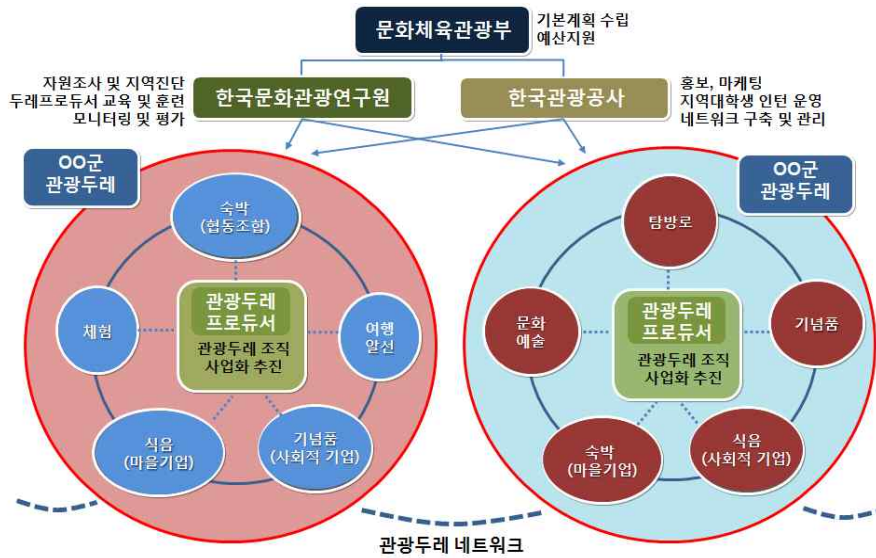 문화체육관광부
기본계획 수립
예산지원
자원조사 및 지역진단
두레프로듀서 교육 및 훈련
모니터링 및 평가
한국문화관광연구원
한국관광공사
홍보, 마케팅
지역대학생 인턴 운영
네트워크 구축 및 관리
OO군
관광두레
숙박
(협동조합)
체험
관광두레
프로듀서
관광두레 조직
사업화 추진
여행
알선
식음
(마을기업)
기념품
(사회적 기업)
OO군
관광두레
탐방로
문화
예술
관광두레
프로듀서
관광두레 조직
사업화 추진
기념품
숙박
(마을기업)
식음
(사회적 기업)
관광두레 네트워크